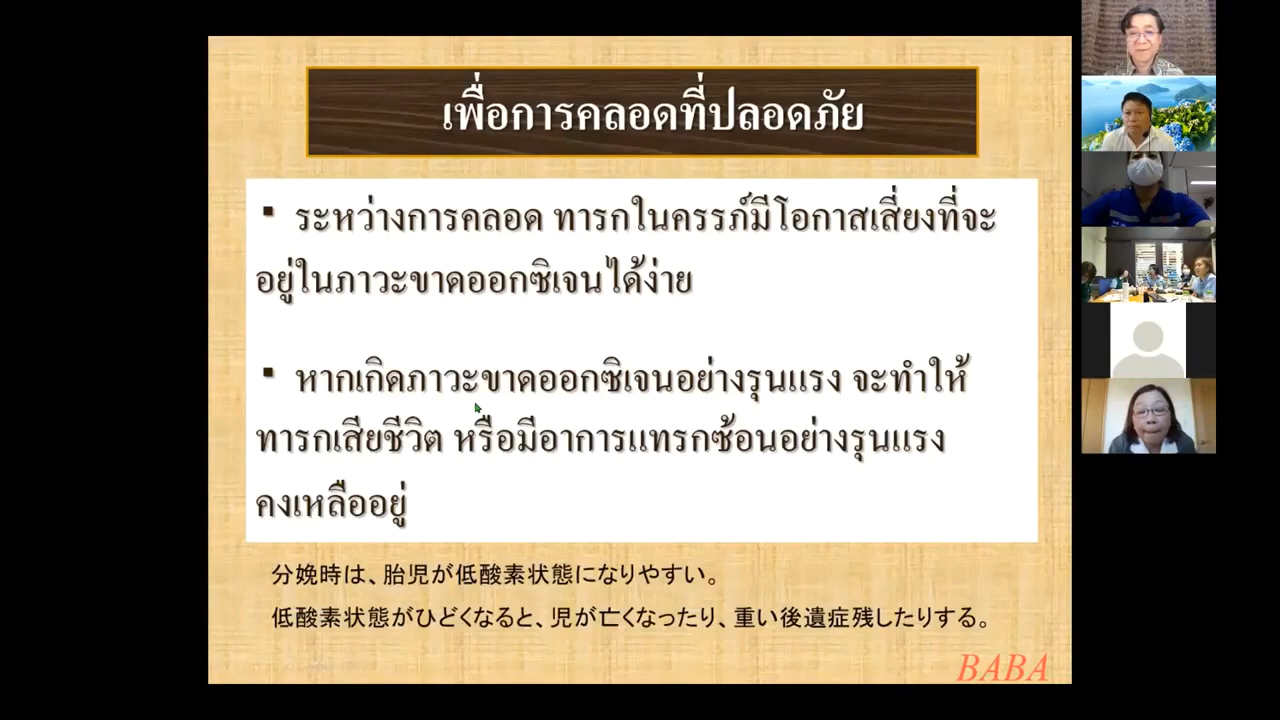 เพื่อการคลอดที่ปลอดภัย
▪ ระหว่างการคลอด ทารกในครรภ์มีโอกาสเสี่ยงที่จะ
อยู่ในภาวะขาดออกซิเจนได้ง่าย
▪ หากเกิดภาวะขาดออกซิเจนอย่างรุนแรง จะทำให้
ทารกเสียชีวิต หรือมีอาการแทรกซ้อนอย่างรุนแรง
คงเหลืออยู่
分娩時は、胎児が低酸素状態になりやすい。
低酸素状態がひどくなると、児が亡くなったり、重い後遺症残したりする。
BABA